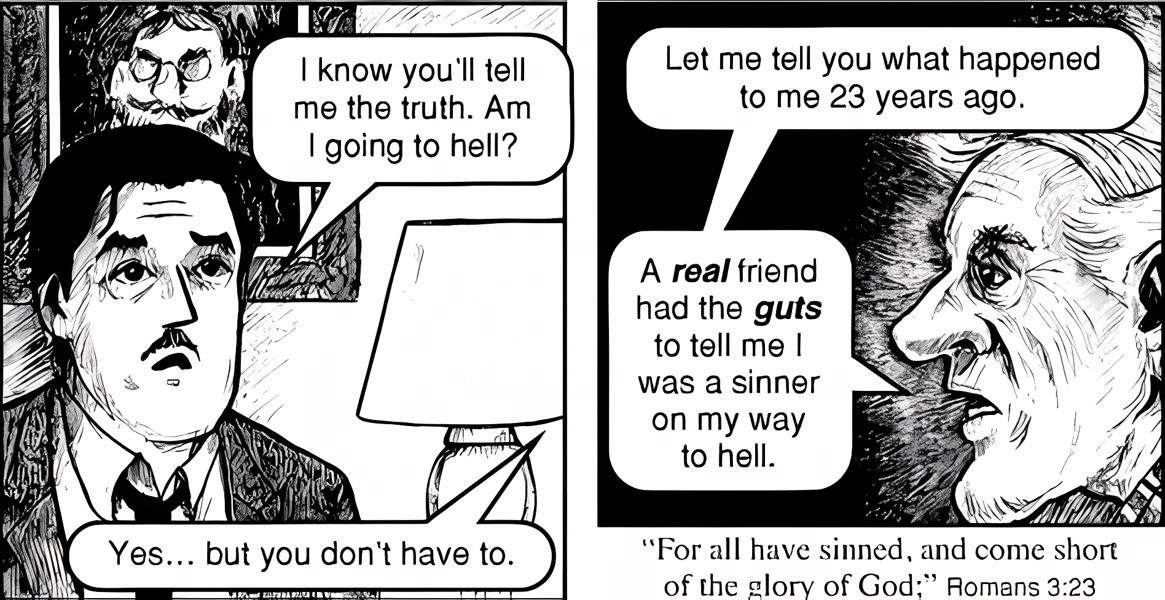 I know you'll tell
me the truth. Am
I going to hell?
Yes... but you don't have to.
Let me tell you what happened
to me 23 years ago.
A real friend
had the guts
to tell me I
was a sinner
on my way
to hell.
“For all have sinned, and come short
of the glory of God;” Romans 3:23